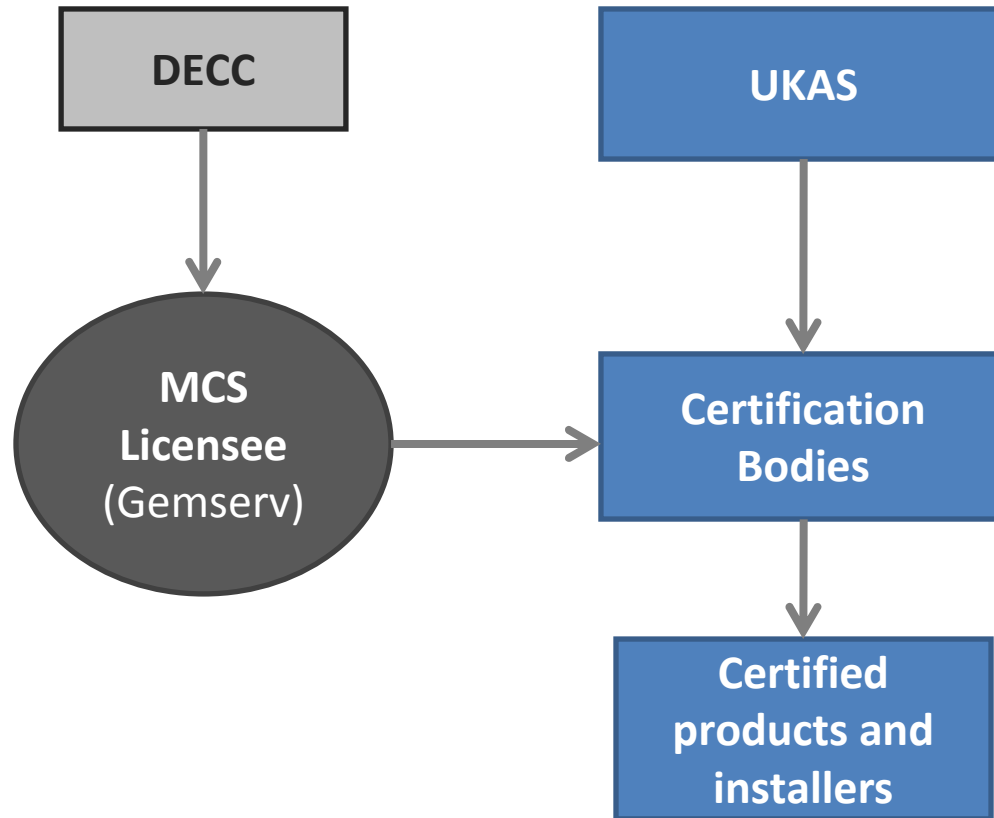 DECC
UKAS
MCS
Licensee
(Gemserv)
Certification
Bodies
Certified
products and
installers